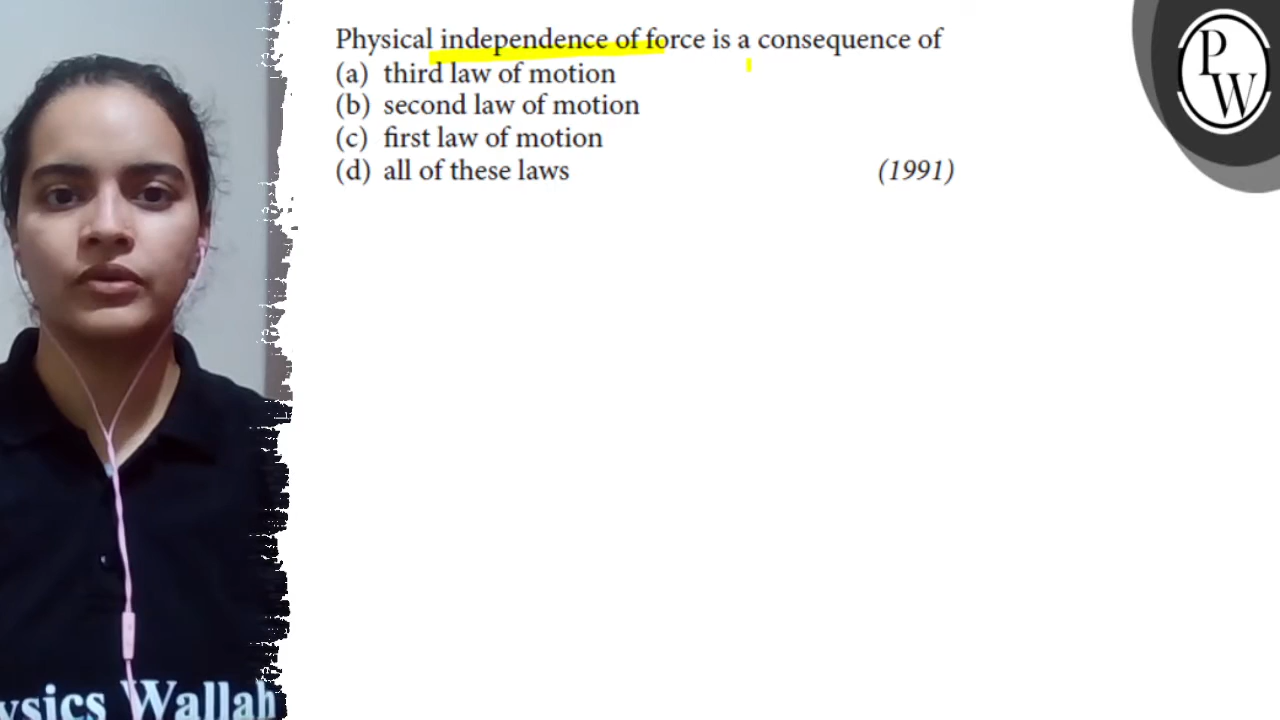 Physical independence of force is a consequence of
(a) third law of motion
(b) second law of motion
(c) first law of motion
(d) all of these laws (1991)
P
W
ysics Wallah